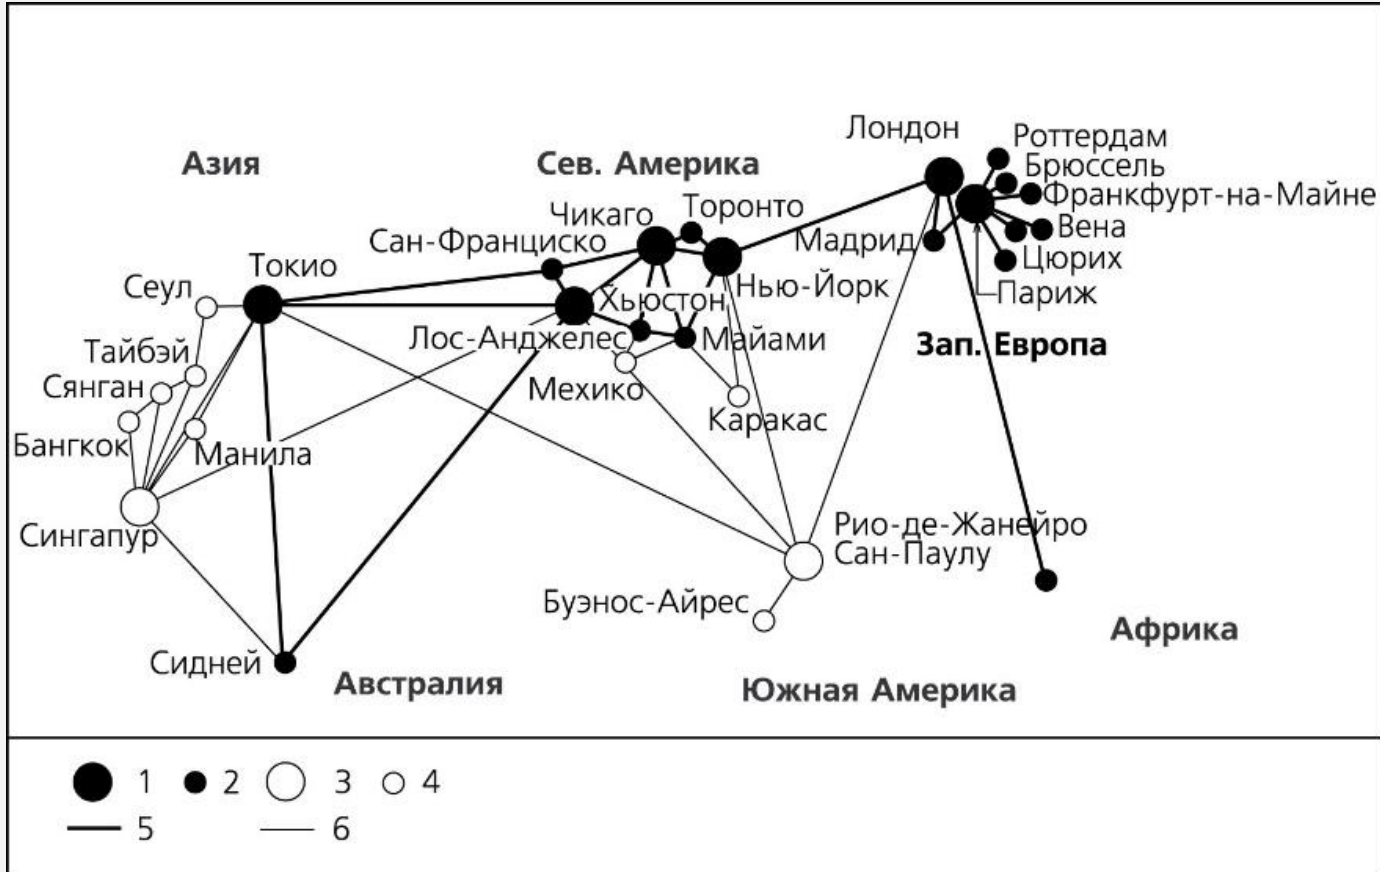 Лондон
Роттердам
Азия
Сев. Америка
Брюссель
Франкфурт-на-Майне
Чикаго
Торонто
Сан-Франциско
Мадрид
Вена
Токио
Цюрих
Сеул
Хьюстон
Нью-Йорк
Париж
Тайбэй
Лос-Анджелес
Майами
Зап. Европа
Сянган
Мехико
Каракас
Бангкок
Манила
Сингапур
Рио-де-Жанейро
Сан-Паулу
Буэнос-Айрес
Африка
Сидней
Австралия
Южная Америка
1 2 3 4
5 6